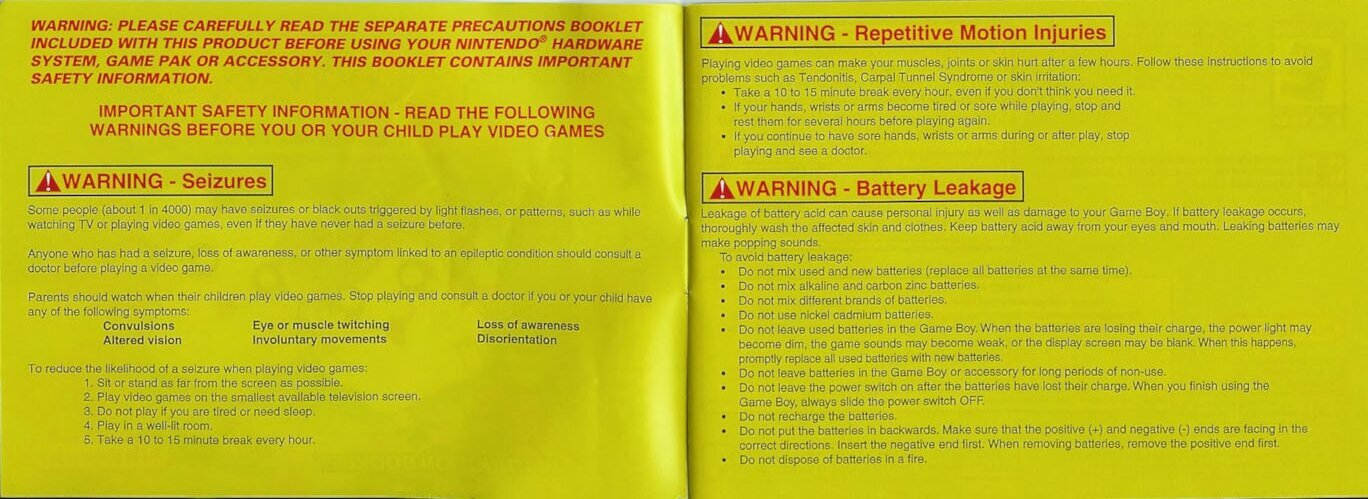 WARNING: PLEASE CAREFULLY READ THE SEPARATE PRECAUTIONS BOOKLET
INCLUDED WITH THIS PRODUCT BEFORE USING YOUR NINTENDO® HARDWARE
SYSTEM, GAME PAK OR ACCESSORY. THIS BOOKLET CONTAINS IMPORTANT
SAFETY INFORMATION.
IMPORTANT SAFETY INFORMATION - READ THE FOLLOWING
WARNINGS BEFORE YOU OR YOUR CHILD PLAY VIDEO GAMES
WARNING - Seizures
Some people (about 1 in 4000) may have seizures or black outs triggered by light flashes, or patterns, such as while
watching TV or playing video games, even if they have never had a seizure before.
Anyone who has had a seizure, loss of awareness, or other symptom linked to an epileptic condition should consult a
doctor before playing a video game.
Parents should watch when their children play video games. Stop playing and consult a doctor if you or your child have
any of the following symptoms:
Convulsions Eye or muscle twitching Loss of awareness
Altered vision Involuntary movements Disorientation
To reduce the likelihood of a seizure when playing video games:
1. Sit or stand as far from the screen as possible.
2. Play video games on the smallest available television screen.
3. Do not play if you are tired or need sleep.
4. Play in a well-lit room.
5. Take a 10 to 15 minute break every hour.
WARNING - Repetitive Motion Injuries
Playing video games can make your muscles, joints or skin hurt after a few hours. Follow these instructions to avoid
problems such as Tendonitis, Carpal Tunnel Syndrome or skin irritation:
• Take a 10 to 15 minute break every hour, even if you don't think you need it.
• If your hands, wrists or arms become tired or sore while playing, stop and
rest them for several hours before playing again.
• If you continue to have sore hands, wrists or arms during or after play, stop
playing and see a doctor.
WARNING - Battery Leakage
Leakage of battery acid can cause personal injury as well as damage to your Game Boy. If battery leakage occurs,
thoroughly wash the affected skin and clothes. Keep battery acid away from your eyes and mouth. Leaking batteries may
make popping sounds.
To avoid battery leakage:
• Do not mix used and new batteries (replace all batteries at the same time).
• Do not mix alkaline and carbon zinc batteries.
• Do not mix different brands of batteries.
• Do not use nickel cadmium batteries.
• Do not leave used batteries in the Game Boy. When the batteries are losing their charge, the power light may
become dim, the game sounds may become weak, or the display screen may be blank. When this happens,
promptly replace all used batteries with new batteries.
• Do not leave batteries in the Game Boy or accessory for long periods of non-use.
• Do not leave the power switch on after the batteries have lost their charge. When you finish using the
Game Boy, always slide the power switch OFF.
• Do not recharge the batteries.
• Do not put the batteries in backwards. Make sure that the positive (+) and negative (-) ends are facing in the
correct directions. Insert the negative end first. When removing batteries, remove the positive end first.
• Do not dispose of batteries in a fire.